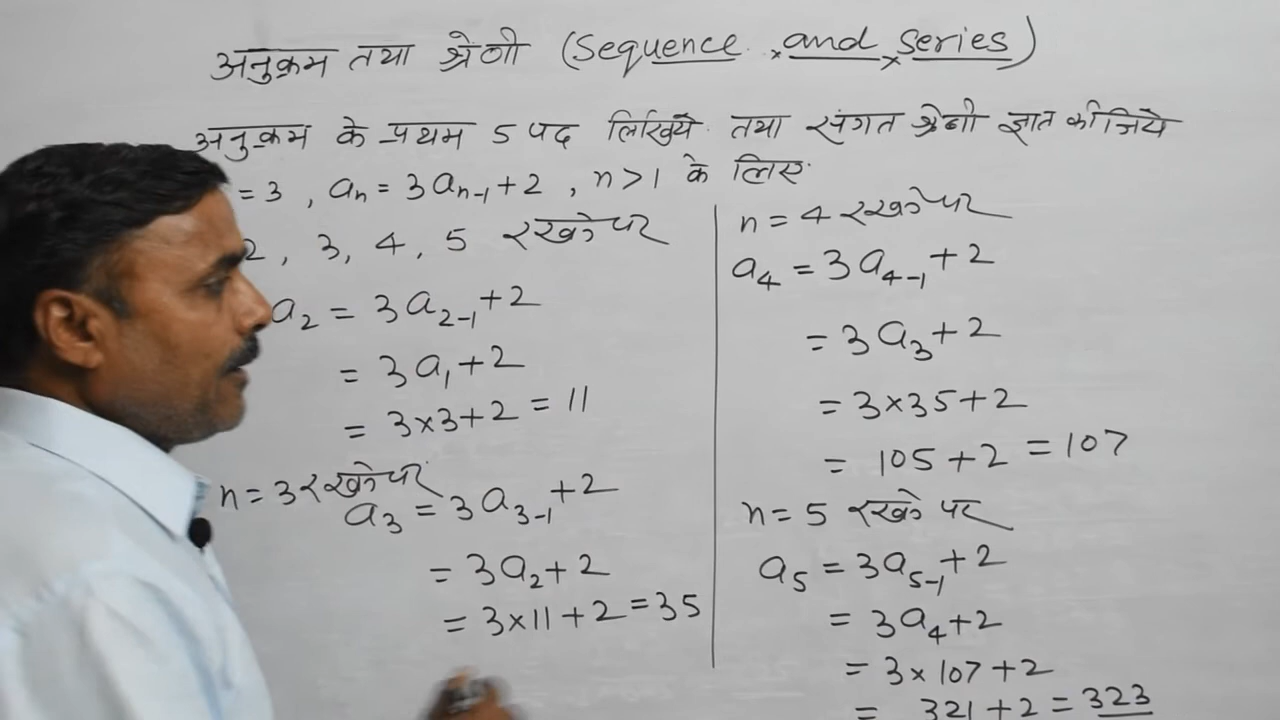 अनुक्रम तथा श्रेणी (Sequence and series)
अनुक्रम के प्रथम 5 पद लिखिये तथा संगत श्रेणी ज्ञात कीजिये
= 3 , aₙ = 3aₙ₋₁ + 2 , n > 1 के लिए
2 , 3, 4 , 5 रखने पर
a₂ = 3a₂₋₁ + 2
= 3a₁ + 2
= 3×3+2 = 11
n = 3 रखने पर
a₃ = 3a₃₋₁ + 2
= 3a₂ + 2
= 3×11 + 2 = 35
n = 4 रखने पर
a₄ = 3a₄₋₁ + 2
= 3a₃ + 2
= 3×35+2
= 105 + 2 = 107
n = 5 रखने पर
a₅ = 3a₅₋₁ + 2
= 3a₄ + 2
= 3 × 107 + 2
= 321 + 2 = 323